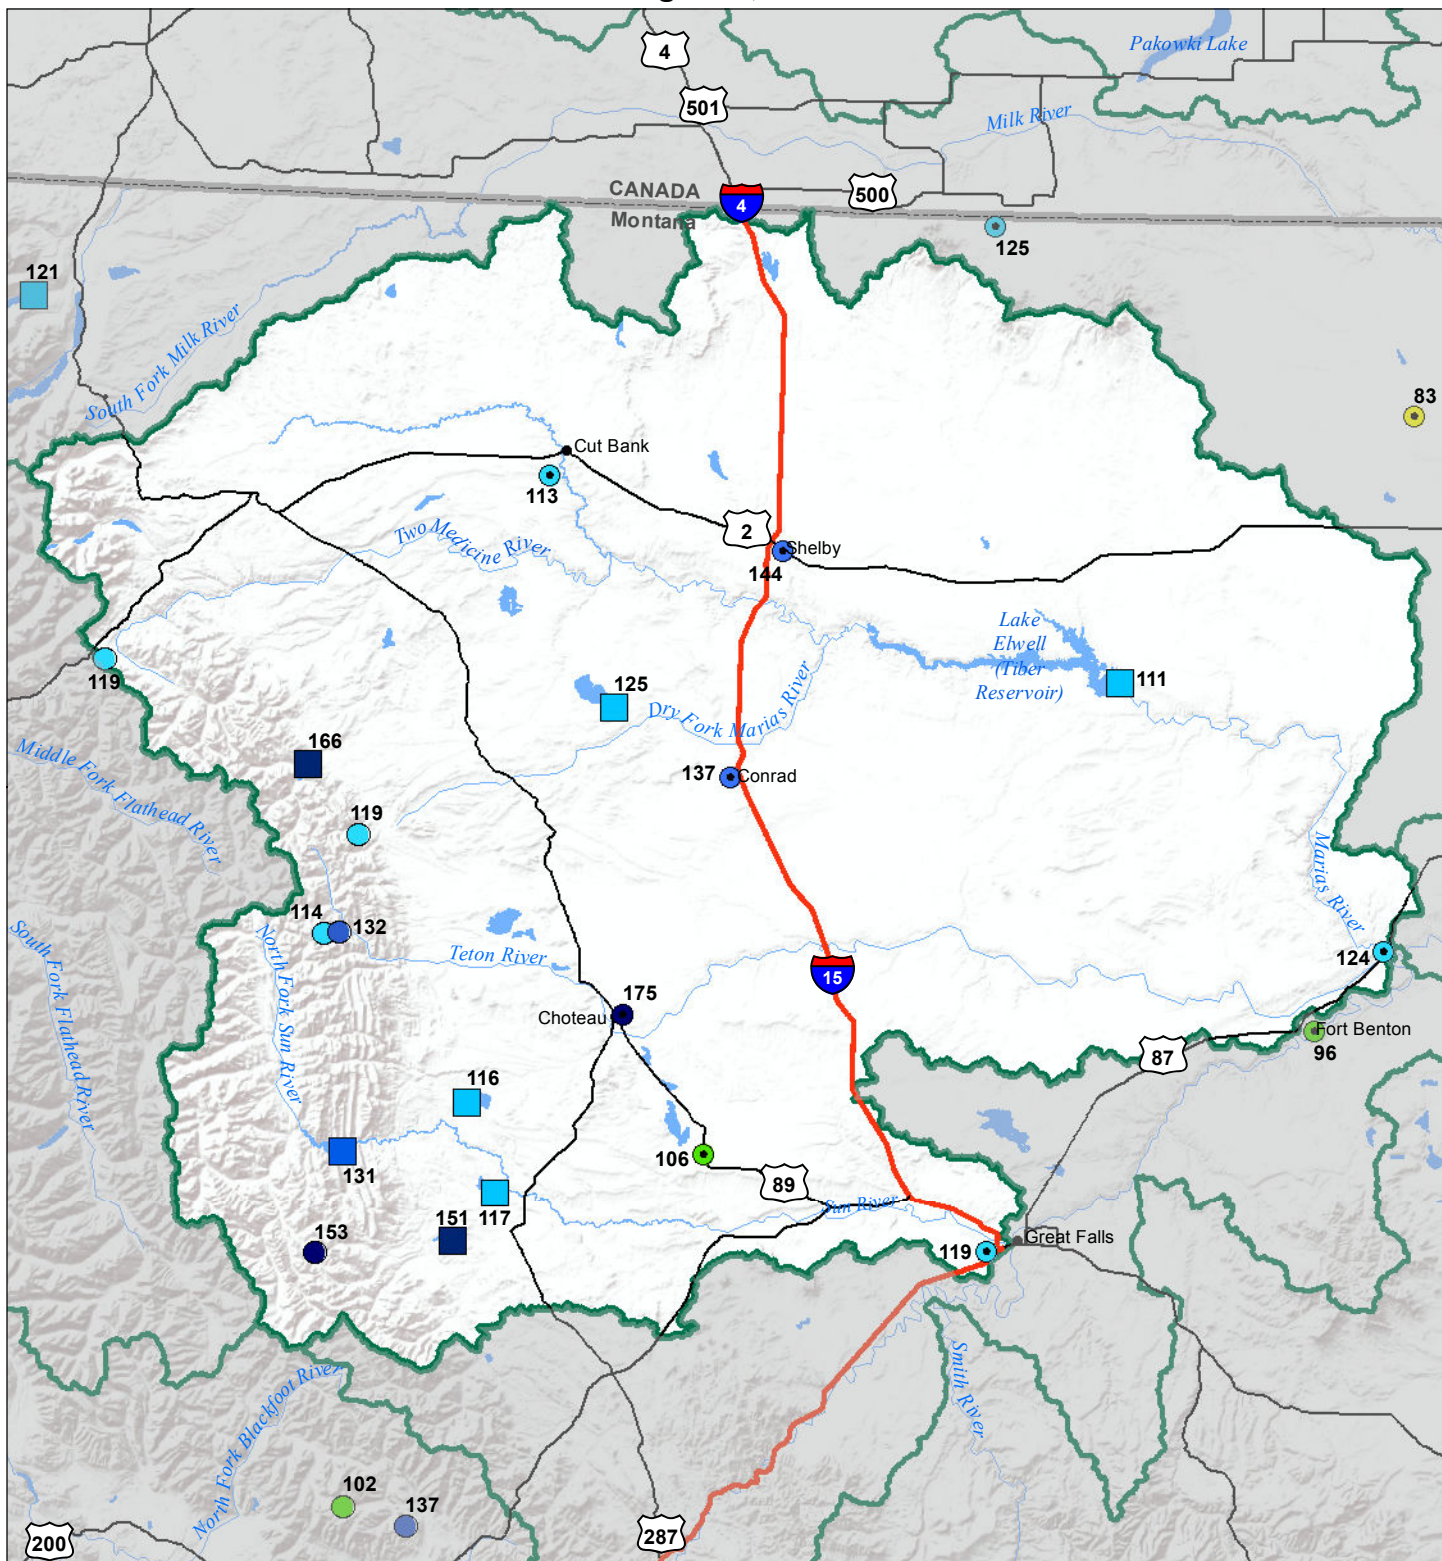 Pakowki Lake
4
501
Milk River
CANADA
Montana
4
500
125
121
South Fork Milk River
83
Cut Bank
113
2
Shelby
144
Two Medicine River
Lake
Elwell
(Tiber
Reservoir)
111
119
125
Dry Fork Marias River
166
Middle Fork Flathead River
137
Conrad
119
Marias River
114
132
North Fork Sun River
South Fork Flathead River
Teton River
124
15
175
Choteau
Fort Benton
96
87
116
131
106
89
117
Sun River
151
153
119
Great Falls
Smith River
North Fork Blackfoot River
102
137
200
287